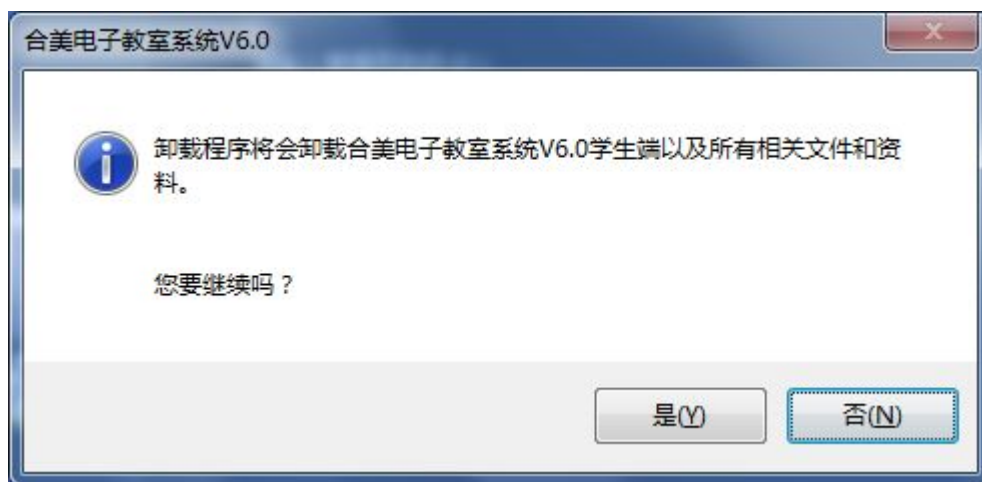 合美电子教室系统V6.0
卸载程序将会卸载合美电子教室系统V6.0学生端以及所有相关文件和资
料。
您要继续吗？
是(Y)
否(N)